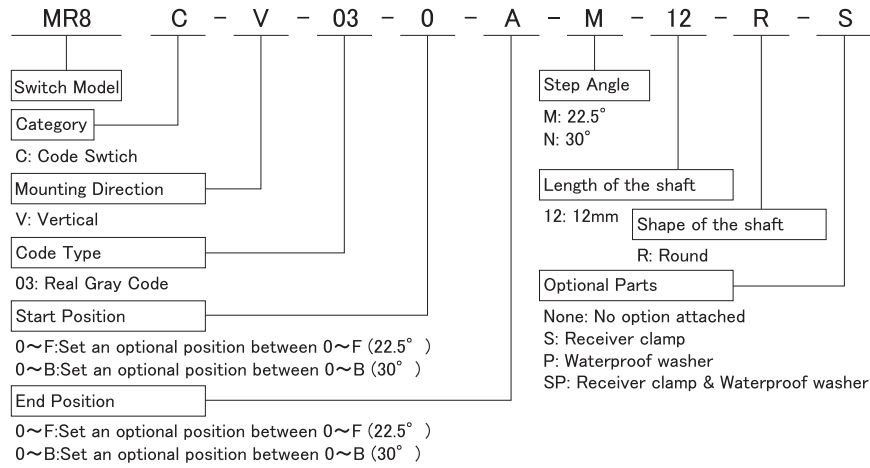 MR8 C - V - 03 - 0 - A - M - 12 - R - S
Switch Model
Category
C: Code Swtich
Mounting Direction
V: Vertical
Code Type
03: Real Gray Code
Start Position
0～F:Set an optional position between 0～F (22.5° )
0～B:Set an optional position between 0～B (30° )
End Position
0～F:Set an optional position between 0～F (22.5° )
0～B:Set an optional position between 0～B (30° )
Step Angle
M: 22.5°
N: 30°
Length of the shaft
12: 12mm
Shape of the shaft
R: Round
Optional Parts
None: No option attached
S: Receiver clamp
P: Waterproof washer
SP: Receiver clamp & Waterproof washer